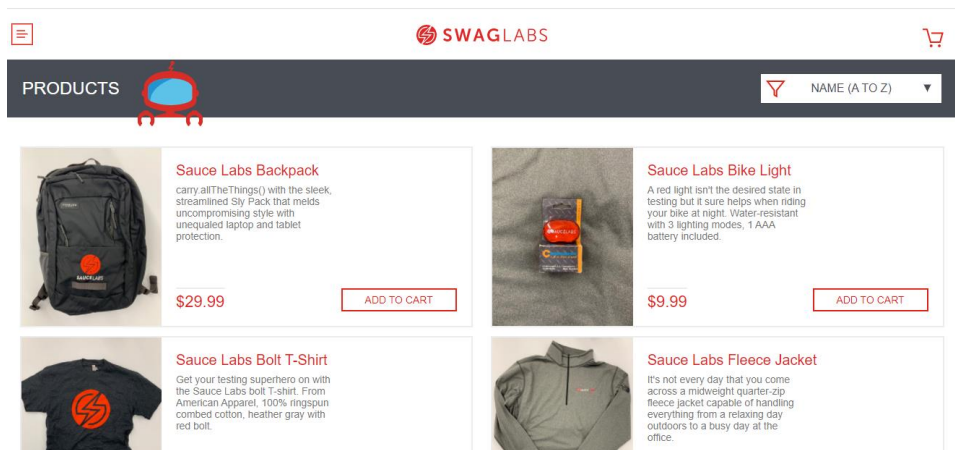 SWAGLABS
PRODUCTS
NAME (A TO Z)
Sauce Labs Backpack
carry.allTheThings() with the sleek,
streamlined Sly Pack that melds
uncompromising style with
unequaled laptop and tablet
protection.
$29.99
ADD TO CART
Sauce Labs Bike Light
A red light isn't the desired state in
testing but it sure helps when riding
your bike at night. Water-resistant
with 3 lighting modes, 1 AAA
battery included.
$9.99
ADD TO CART
Sauce Labs Bolt T-Shirt
Get your testing superhero on with
the Sauce Labs bolt T-shirt. From
American Apparel, 100% ringspun
combed cotton, heather gray with
red bolt.
Sauce Labs Fleece Jacket
It's not every day that you come
across a midweight quarter-zip
fleece jacket capable of handling
everything from a relaxing day
outdoors to a busy day at the
office.